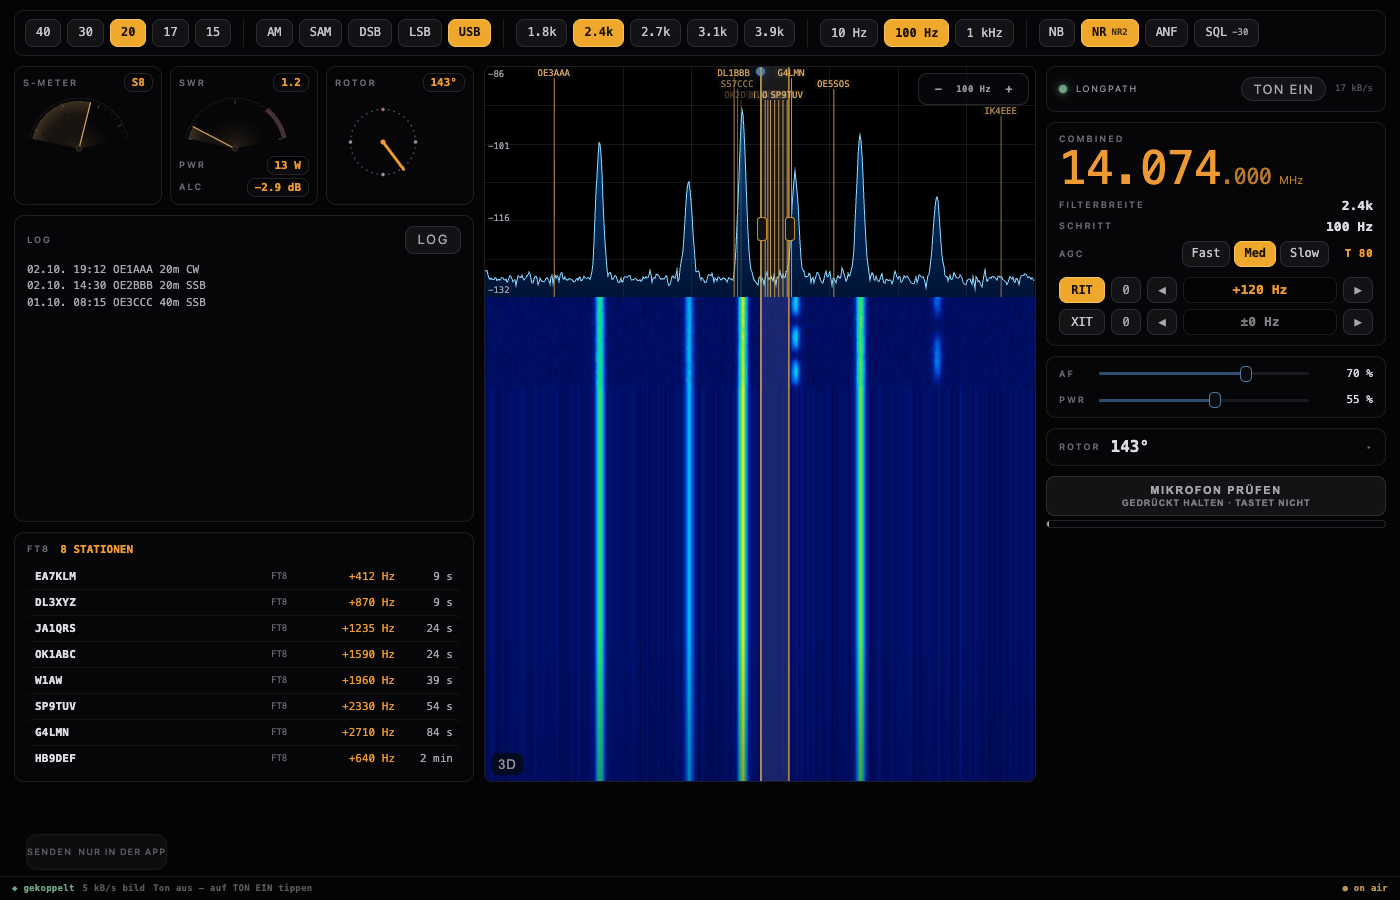 40 30 20 17 15 AM SAM DSB LSB USB 1.8k 2.4k 2.7k 3.1k 3.9k 10 Hz 100 Hz 1 kHz NB NR NR2 ANF SQL −30
S-METER S8
SWR 1.2
PWR 13 W
ALC −2.9 dB
ROTOR 143°
LOG LOG
02.10. 19:12 OE1AAA 20m CW
02.10. 14:30 OE2BBB 20m SSB
01.10. 08:15 OE3CCC 40m SSB
FT8 8 STATIONEN
EA7KLM FT8 +412 Hz 9 s
DL3XYZ FT8 +870 Hz 9 s
JA1QRS FT8 +1235 Hz 24 s
OK1ABC FT8 +1590 Hz 24 s
W1AW FT8 +1960 Hz 39 s
SP9TUV FT8 +2330 Hz 54 s
G4LMN FT8 +2710 Hz 84 s
HB9DEF FT8 +640 Hz 2 min
SENDEN NUR IN DER APP
−86 OE3AAA DL1BBB G4LMN
S57CCC OE5SOS
SP9TUV
− 100 Hz +
IK4EEE
−101
−116
−132
3D
LONGPATH TON EIN 17 kB/s
COMBINED
14.074.000 MHz
FILTERBREITE 2.4k
SCHRITT 100 Hz
AGC Fast Med Slow T 80
RIT 0 ◀ +120 Hz ▶
XIT 0 ◀ ±0 Hz ▶
AF 70 %
PWR 55 %
ROTOR 143°
MIKROFON PRÜFEN
GEDRÜCKT HALTEN · TASTET NICHT
◆ gekoppelt 5 kB/s bild Ton aus — auf TON EIN tippen ● on air